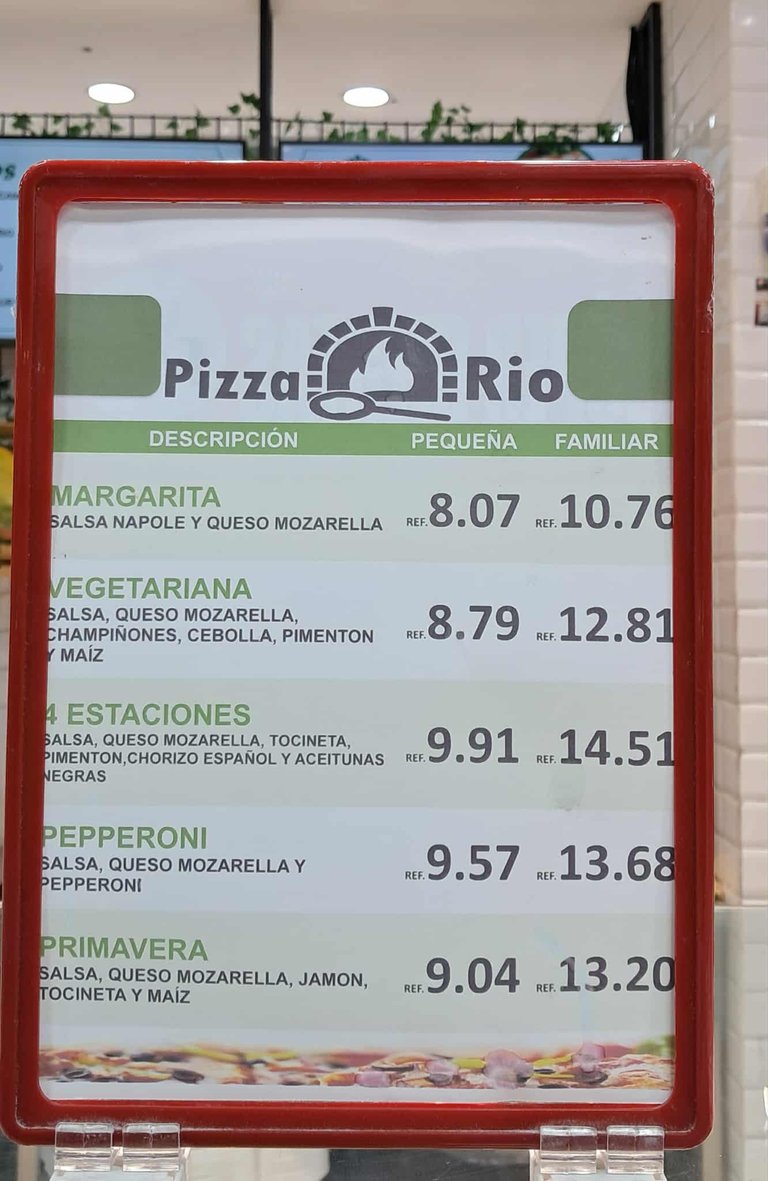 Pizza Rio
DESCRIPCIÓN PEQUEÑA FAMILIAR
MARGARITA
SALSA NAPOLE Y QUESO MOZARELLA REF. 8.07 REF. 10.76
VEGETARIANA
SALSA, QUESO MOZARELLA,
CHAMPIÑONES, CEBOLLA, PIMENTON REF. 8.79 REF. 12.81
Y MAÍZ
4 ESTACIONES
SALSA, QUESO MOZARELLA, TOCINETA,
PIMENTON,CHORIZO ESPAÑOL Y ACEITUNAS REF. 9.91 REF. 14.51
NEGRAS
PEPPERONI
SALSA, QUESO MOZARELLA Y REF. 9.57 REF. 13.68
PEPPERONI
PRIMAVERA
SALSA, QUESO MOZARELLA, JAMON, REF. 9.04 REF. 13.20
TOCINETA Y MAÍZ